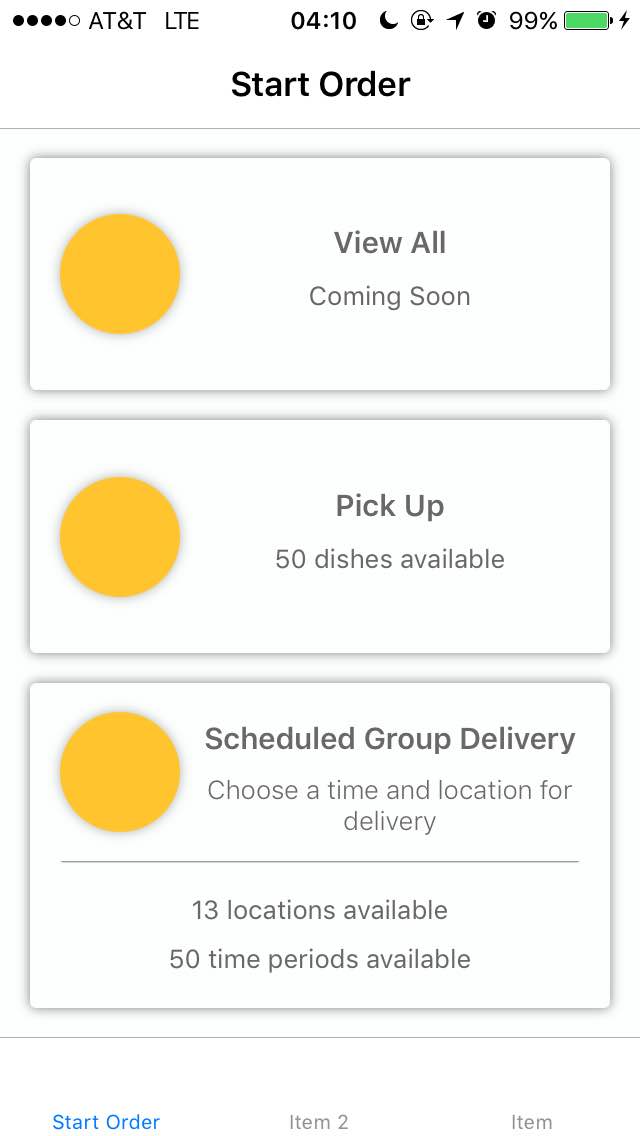 AT&T LTE 04:10 99%
Start Order
View All
Coming Soon
Pick Up
50 dishes available
Scheduled Group Delivery
Choose a time and location for
delivery
13 locations available
50 time periods available
Start Order Item 2 Item